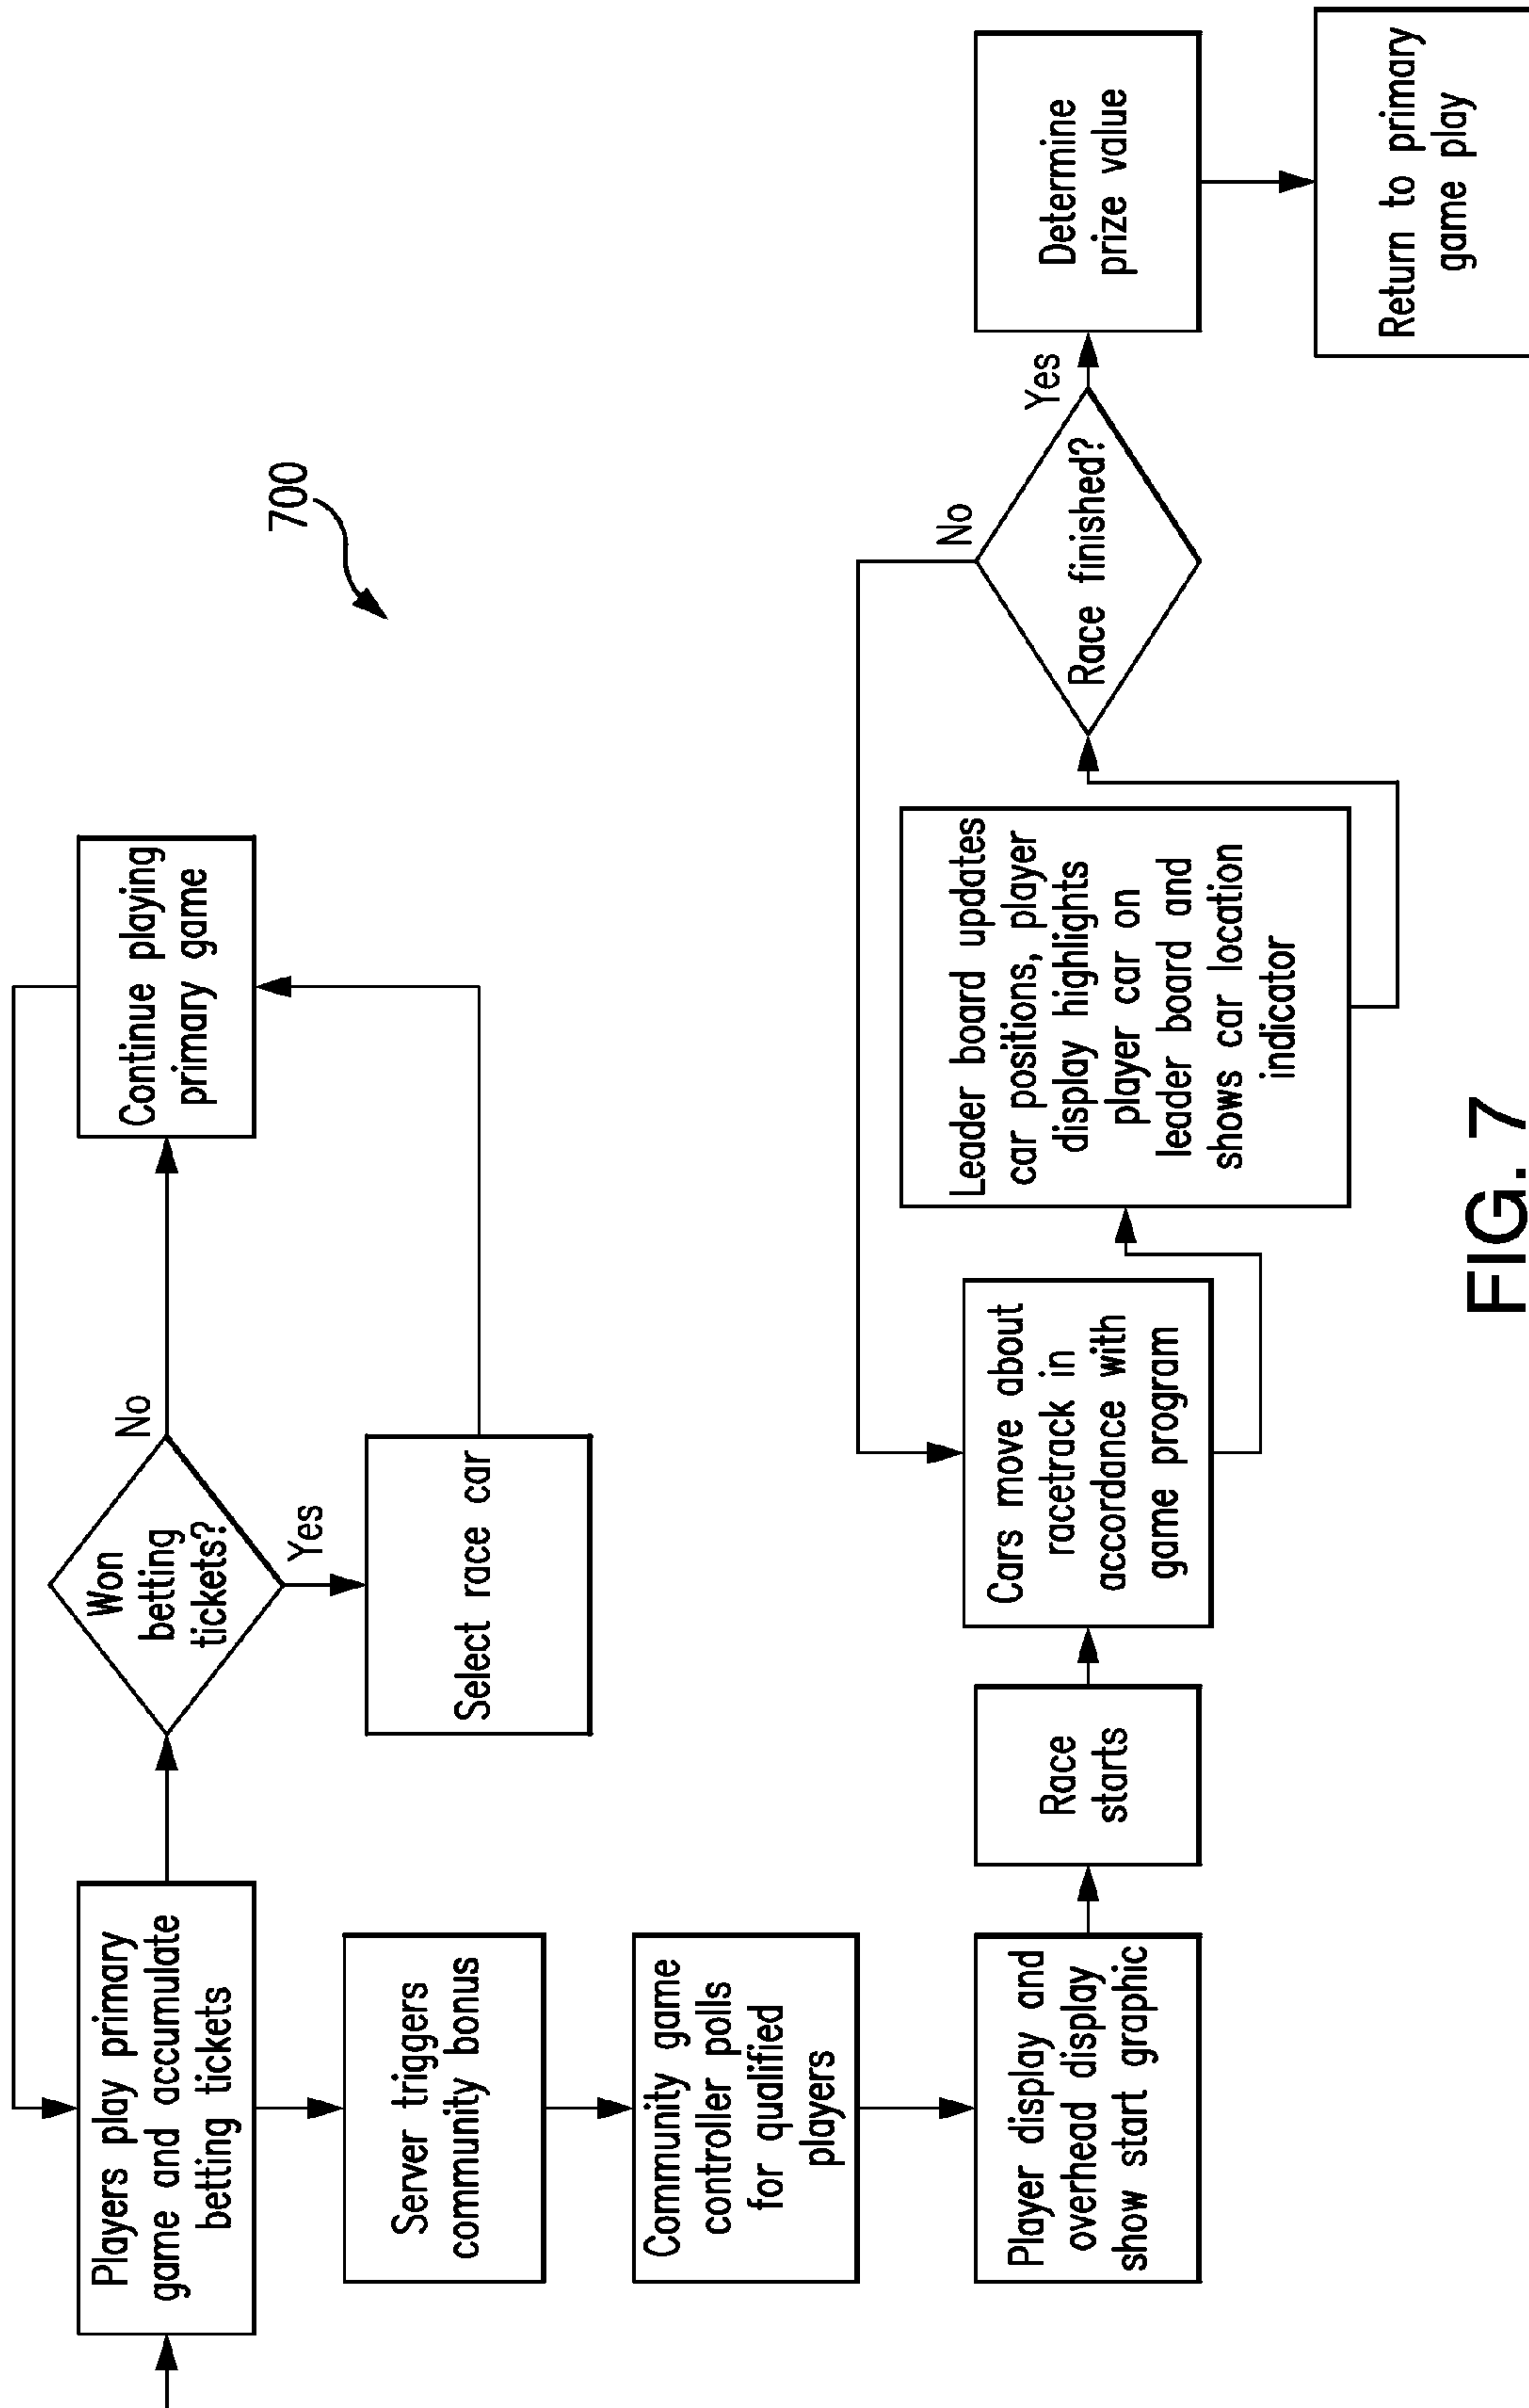 700
Players play primary
game and accumulate
betting tickets
Won
betting
tickets?
No
Yes
Continue playing
primary game
Select race car
Server triggers
community bonus
Community game
controller polls
for qualified
players
Player display and
overhead display
show start graphic
Race
starts
Cars move about
racetrack in
accordance with
game program
Leader board updates
car positions, player
display highlights
player car on
leader board and
shows car location
indicator
Race finished?
No
Yes
Determine
prize value
Return to primary
game play
FIG. 7